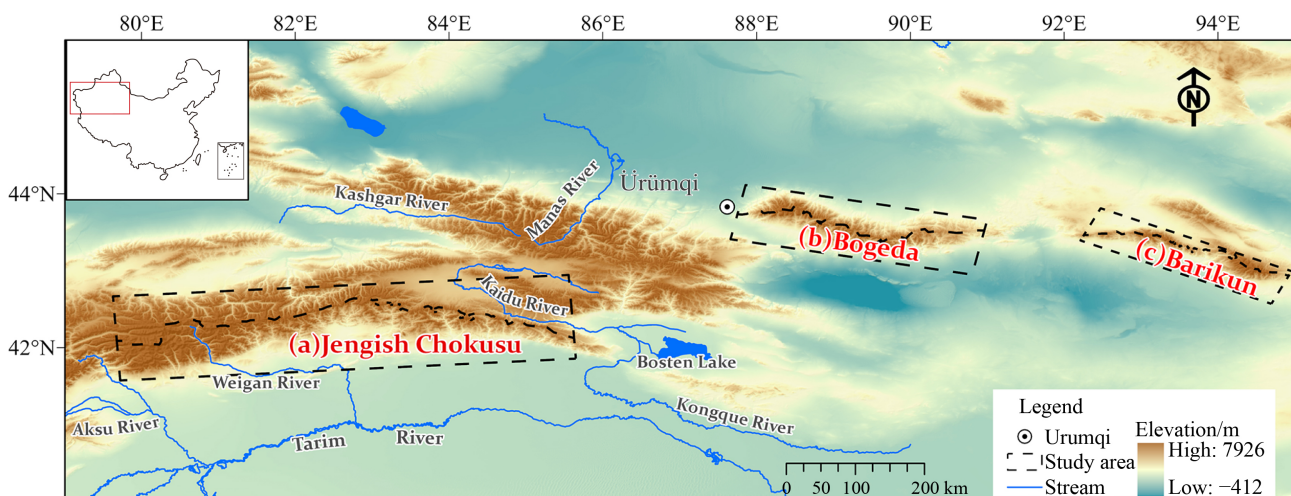 80°E 82°E 84°E 86°E 88°E 90°E 92°E 94°E
N
44°N
42°N
Kashgar River
Manas River
Ürümqi
(b)Bogeda
(c)Barikun
Kaidu River
(a)Jengish Chokusu
Bosten Lake
Weigan River
Kongque River
Aksu River
Tarim River
Legend
Urumqi
Study area
Stream
Elevation/m
High: 7926
Low: −412
0 50 100 200 km